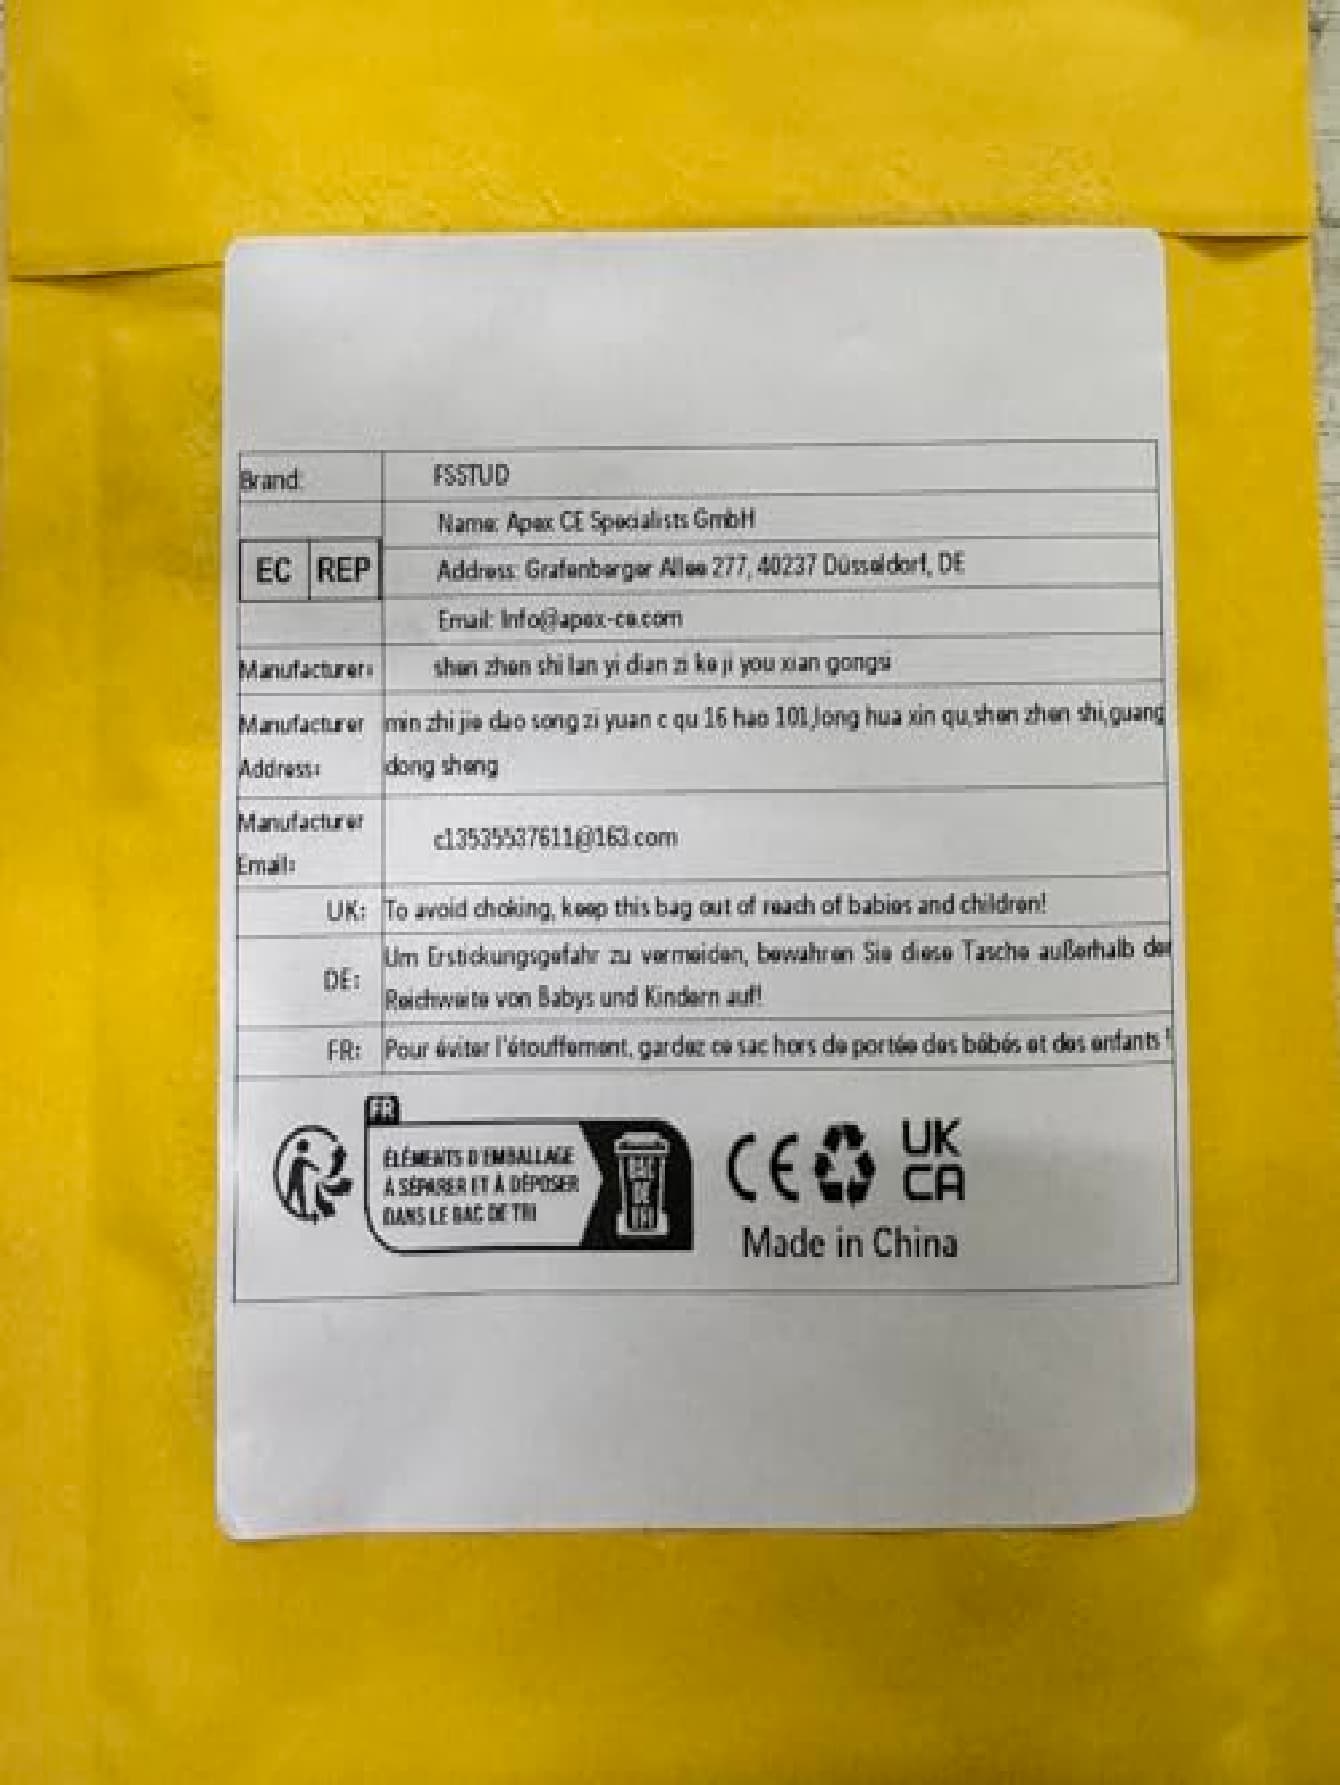 Brand: FSSTUD
Name: Apex CE Specialists GmbH
EC REP Address: Grafenberger Allee 277, 40237 Düsseldorf, DE
Email: Info@apex-ce.com
Manufacturer: shen zhen shi lan yi dian zi ke ji you xian gongsi
Manufacturer min zhi jie dao song zi yuan c qu 16 hao 101,long hua xin qu,shen zhen shi,guang
Address: dong sheng
Manufacturer
Email: c13535537611@163.com
UK: To avoid choking, keep this bag out of reach of babies and children!
DE: Um Erstickungsgefahr zu vermeiden, bewahren Sie diese Tasche außerhalb der
Reichweite von Babys und Kindern auf!
FR: Pour éviter l'étouffement, gardez ce sac hors de portée des bébés et des enfants !
FR
ÉLÉMENTS D'EMBALLAGE
À SÉPARER ET À DÉPOSER
DANS LE BAC DE TRI
BAC
DE
TRI
CE
UK
CA
Made in China